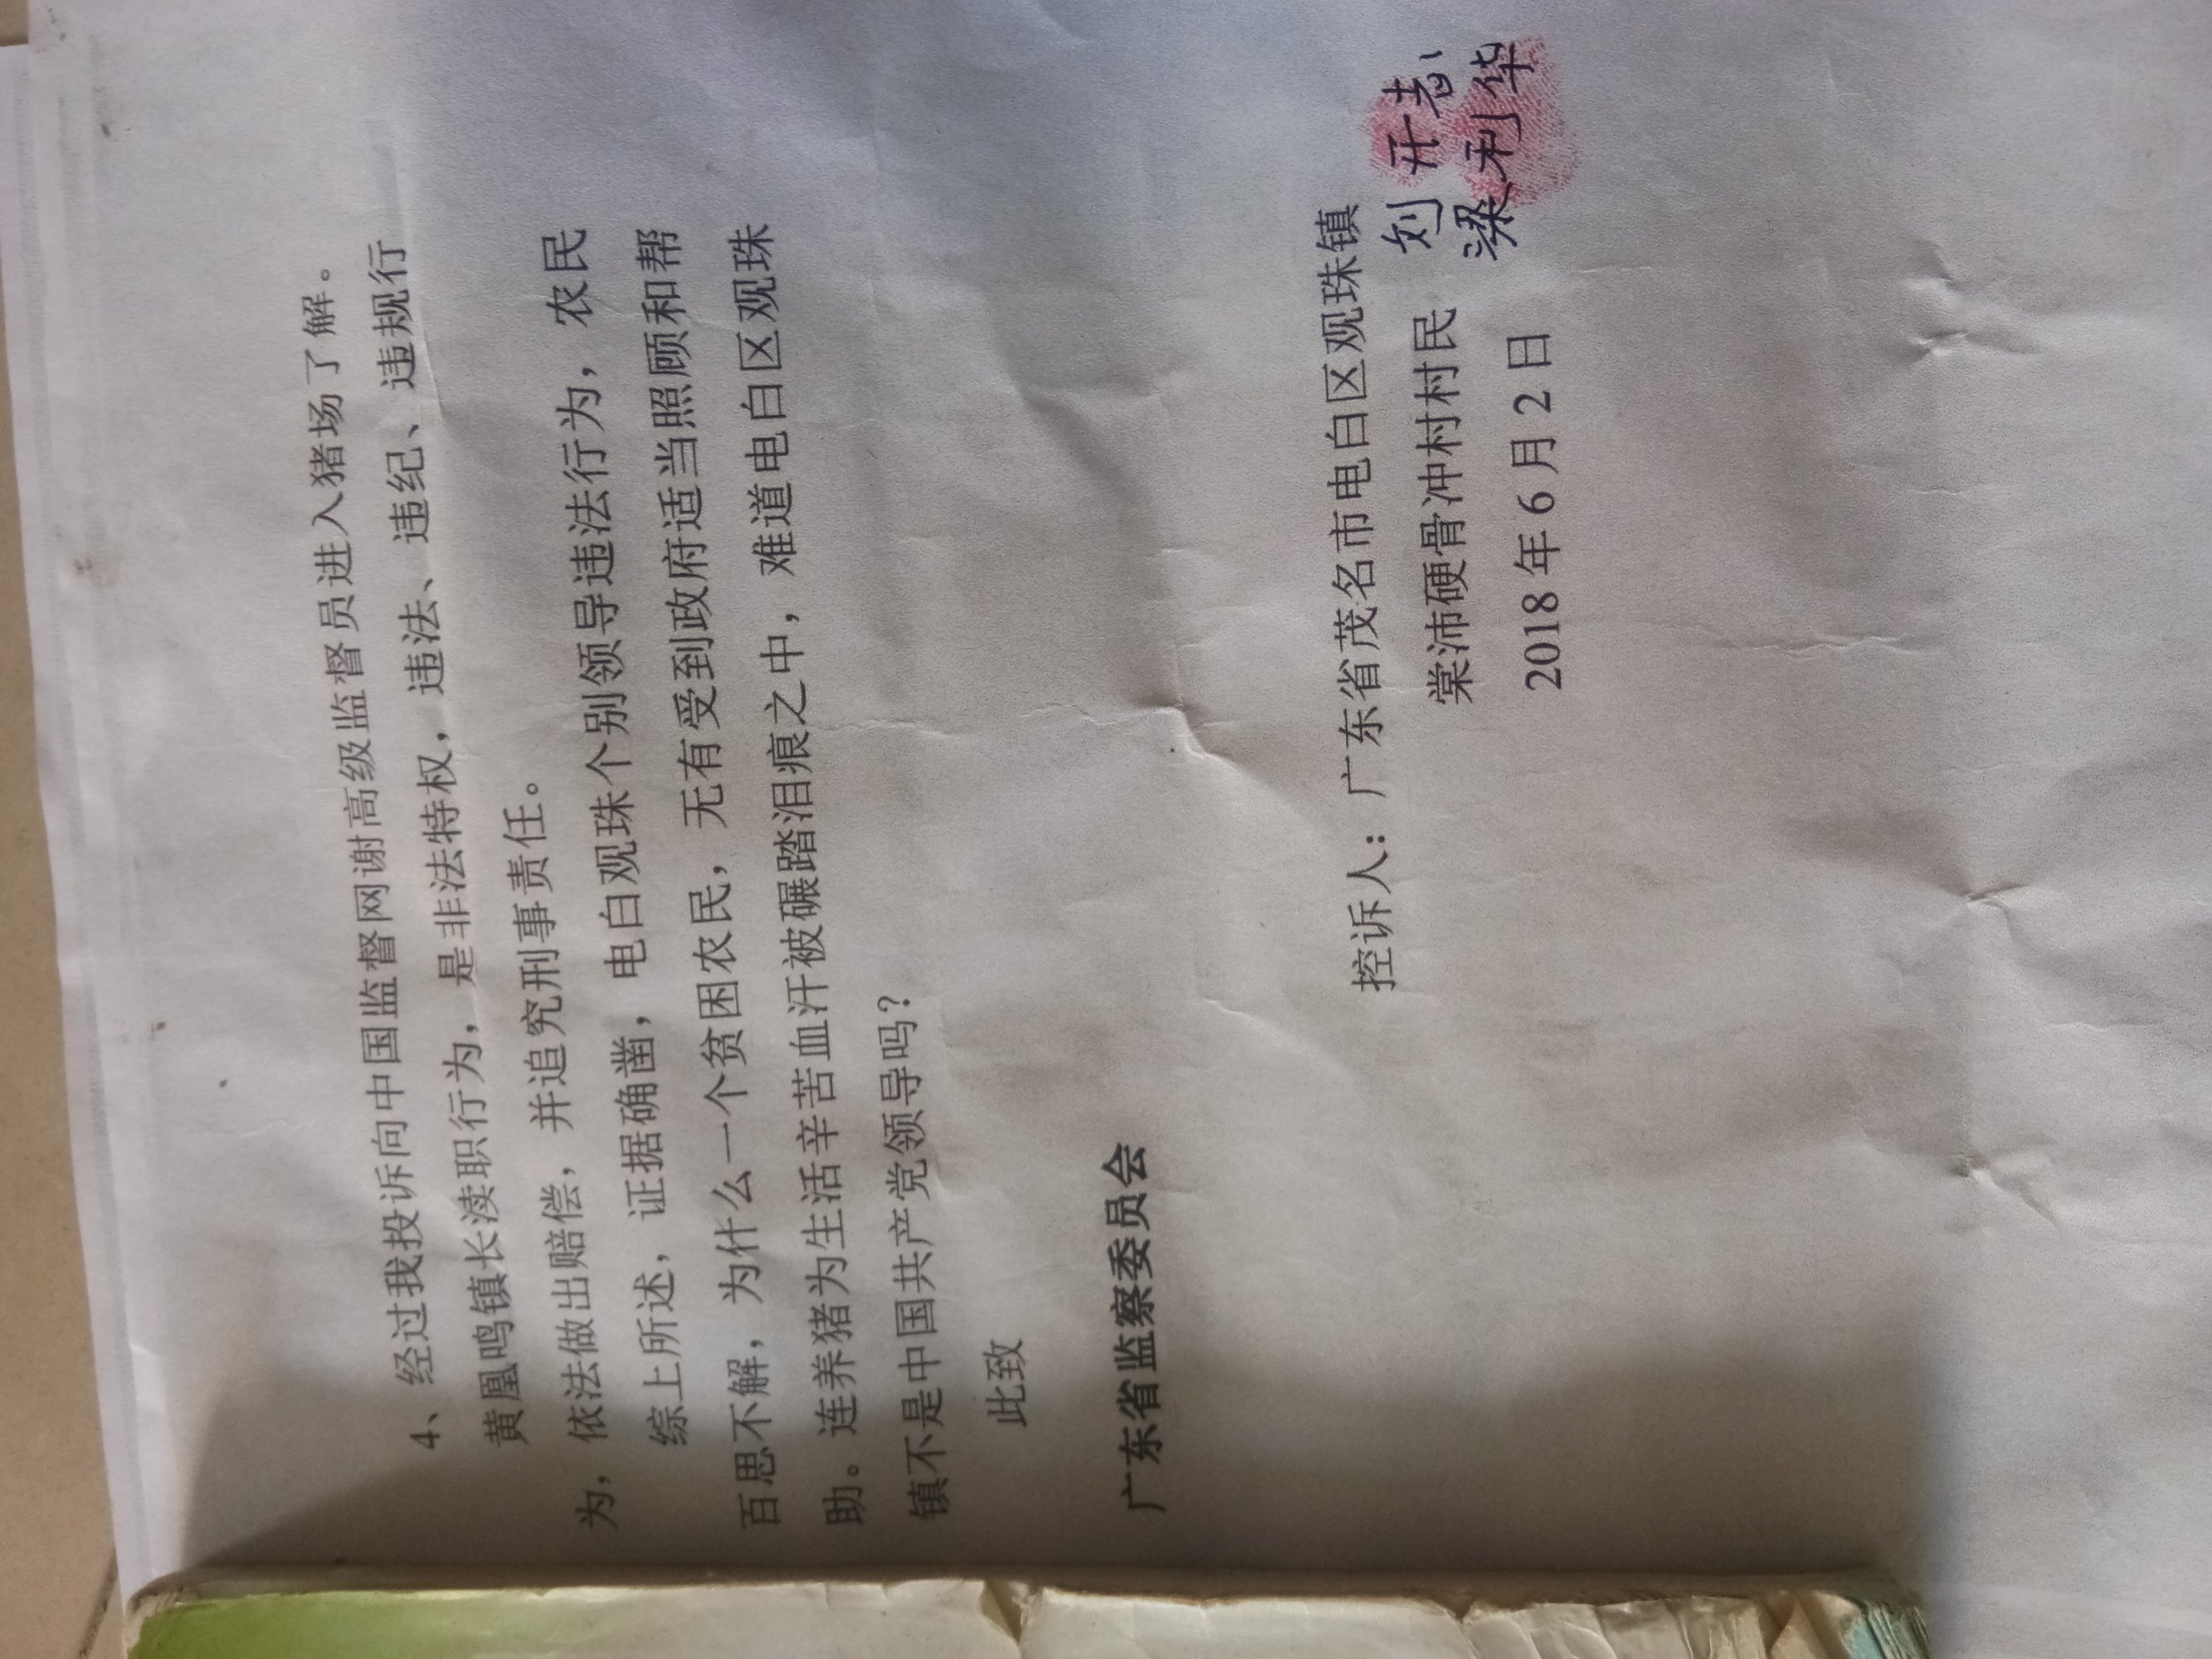 4、经过我投诉向中国监督网谢高级监督员进入猪场了解。
黄凰鸣镇长渎职行为，是非法特权，违法、违纪、违规行
为，依法做出赔偿，并追究刑事责任。
综上所述，证据确凿，电白观珠个别领导违法行为，农民
百思不解，为什么一个贫困农民，无有受到政府适当照顾和帮
助。连养猪为生活辛苦血汗被碾踏泪痕之中，难道电白区观珠
镇不是中国共产党领导吗？
此致
广东省监察委员会
控诉人：广东省茂名市电白区观珠镇
棠沛硬骨冲村村民 刘开志
梁利华
2018年6月2日